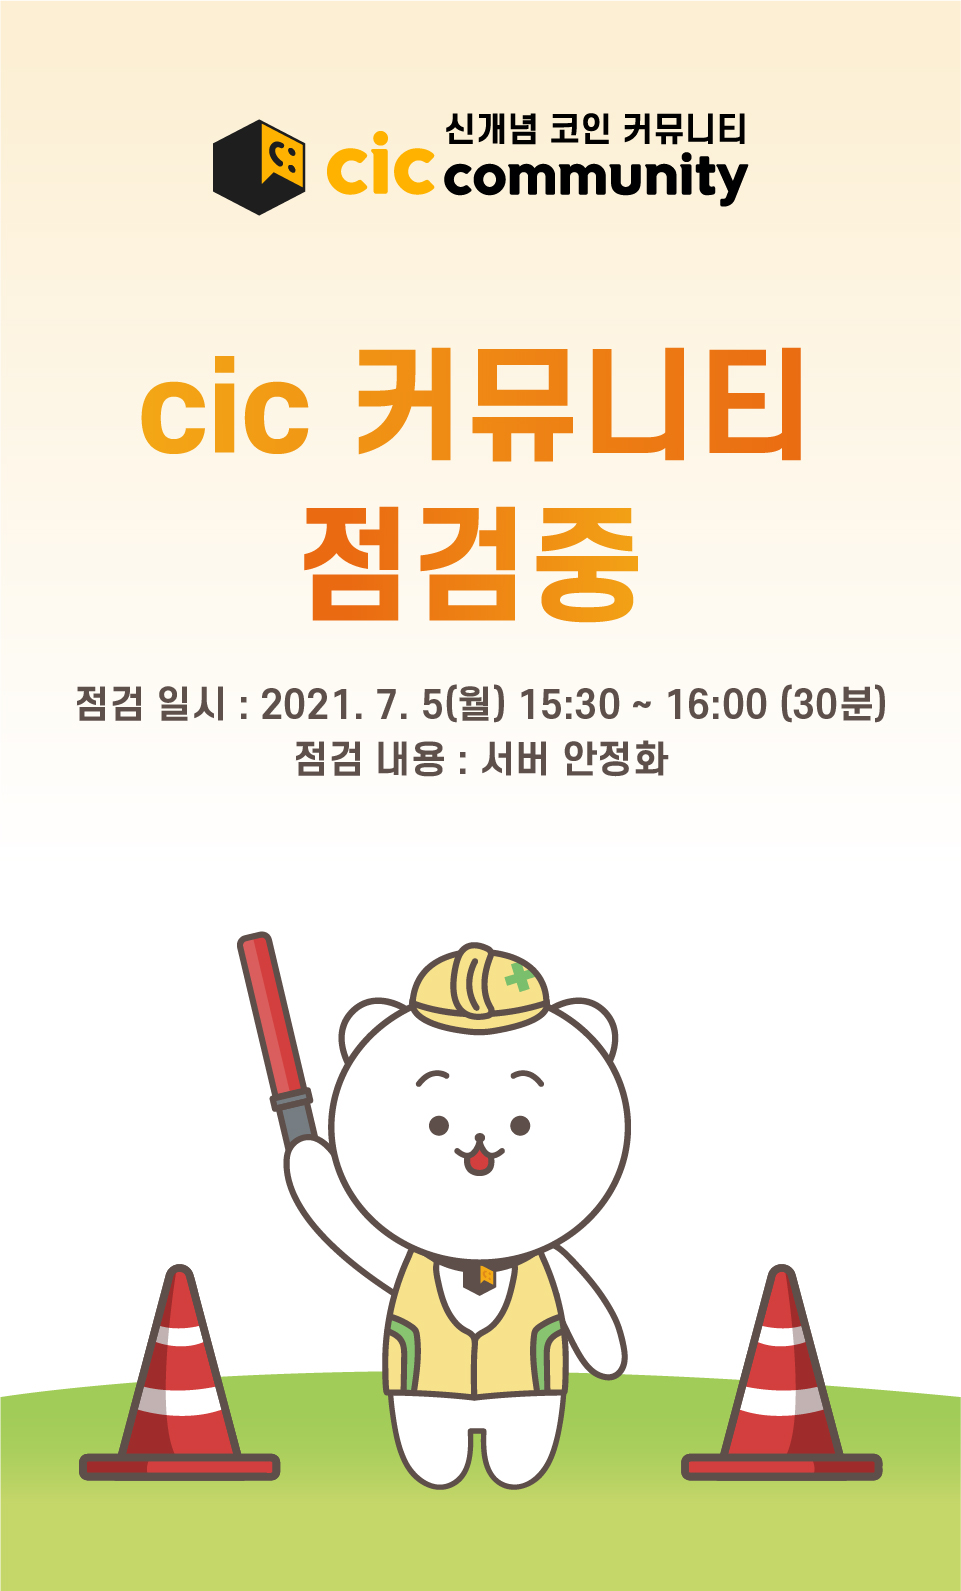 신개념 코인 커뮤니티
cic community
cic 커뮤니티
점검중
점검 일시 : 2021. 7. 5(월) 15:30 ~ 16:00 (30분)
점검 내용 : 서버 안정화